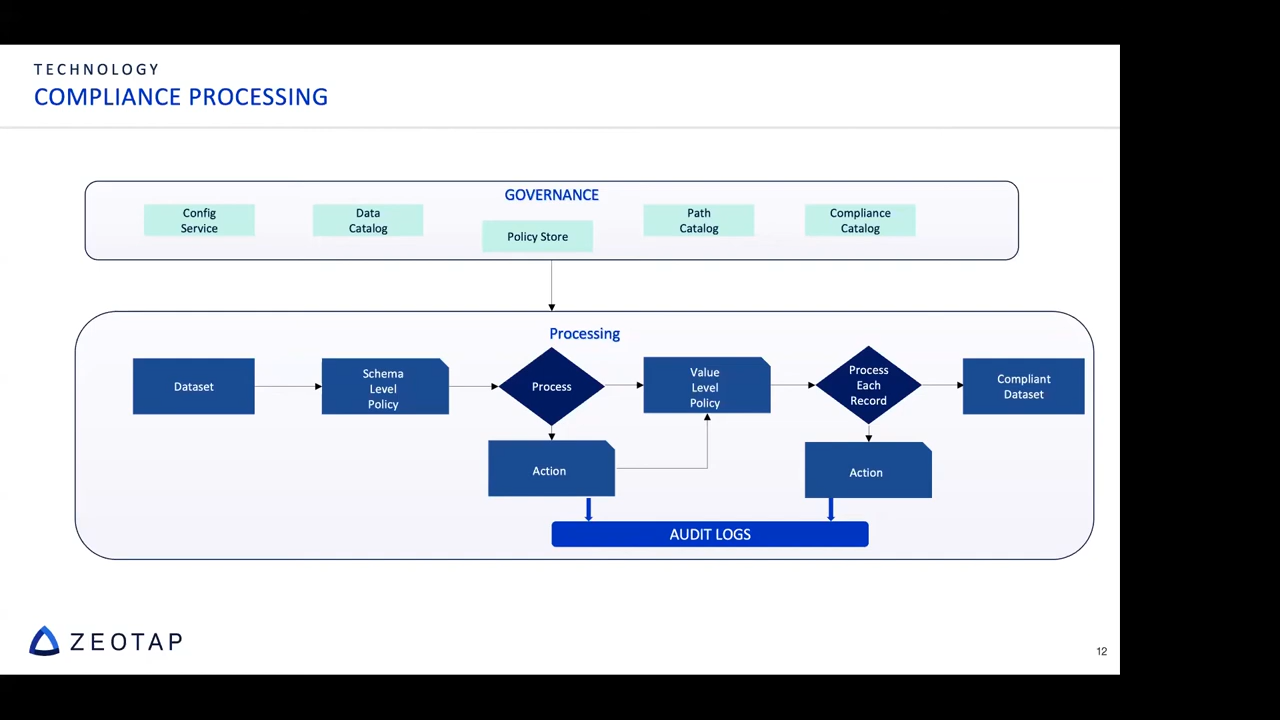 TECHNOLOGY
COMPLIANCE PROCESSING
GOVERNANCE
Config
Service
Data
Catalog
Policy Store
Path
Catalog
Compliance
Catalog
Processing
Dataset
Schema
Level
Policy
Process
Value
Level
Policy
Process
Each
Record
Compliant
Dataset
Action
Action
AUDIT LOGS
ZEOTAP
12